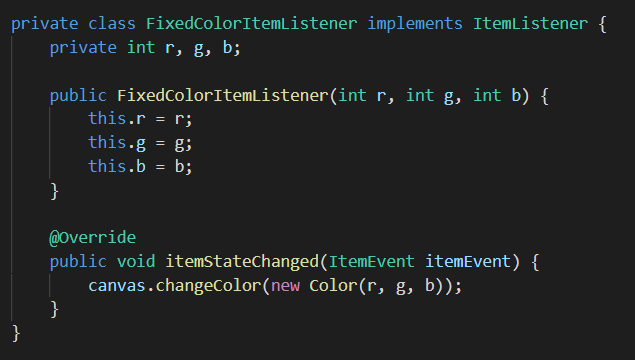 private class FixedColorItemListener implements ItemListener {
    private int r, g, b;

    public FixedColorItemListener(int r, int g, int b) {
        this.r = r;
        this.g = g;
        this.b = b;
    }

    @Override
    public void itemStateChanged(ItemEvent itemEvent) {
        canvas.changeColor(new Color(r, g, b));
    }
}